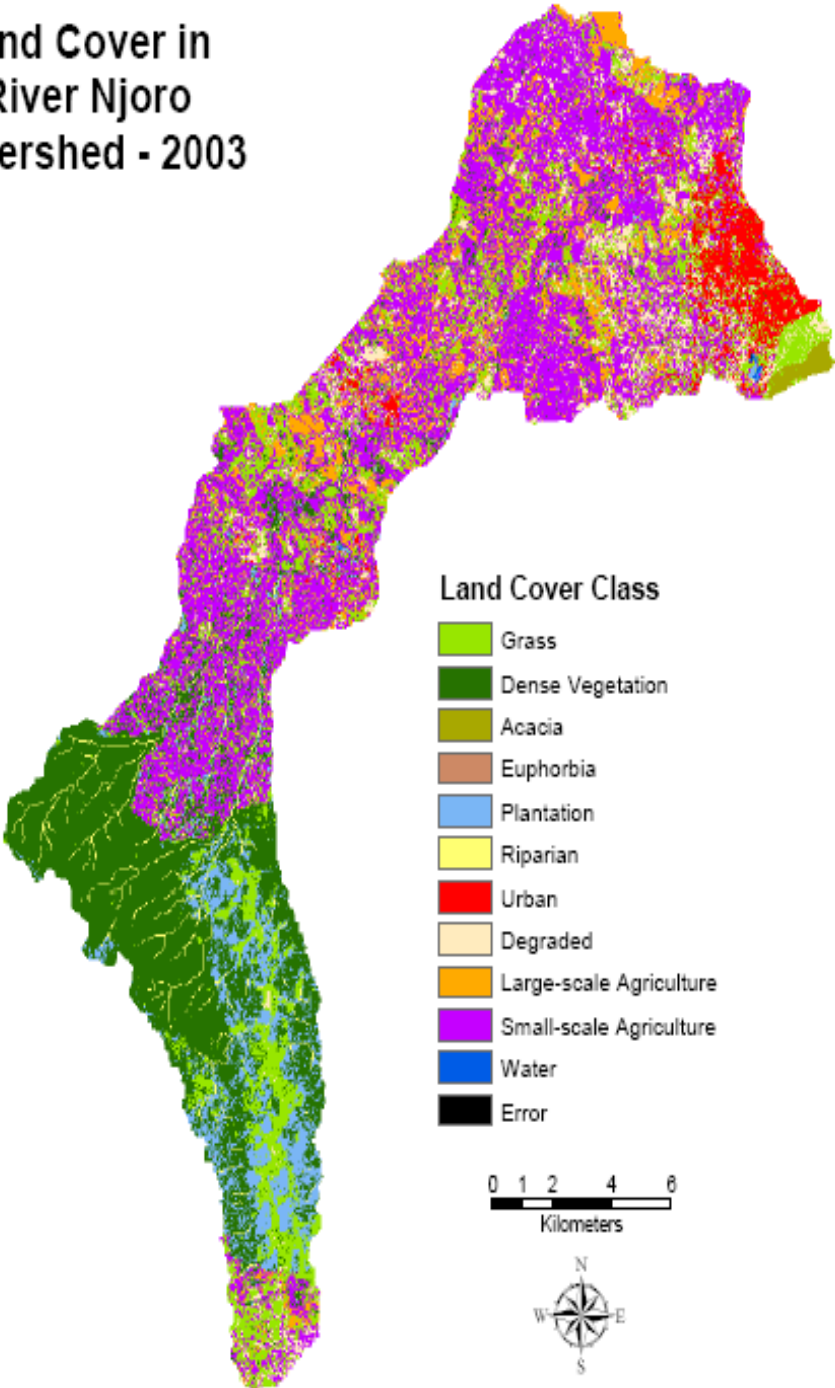 nd Cover in
River Njoro
ershed - 2003
Land Cover Class
Grass
Dense Vegetation
Acacia
Euphorbia
Plantation
Riparian
Urban
Degraded
Large-scale Agriculture
Small-scale Agriculture
Water
Error
0 1 2 4 6
Kilometers
N
W E
S